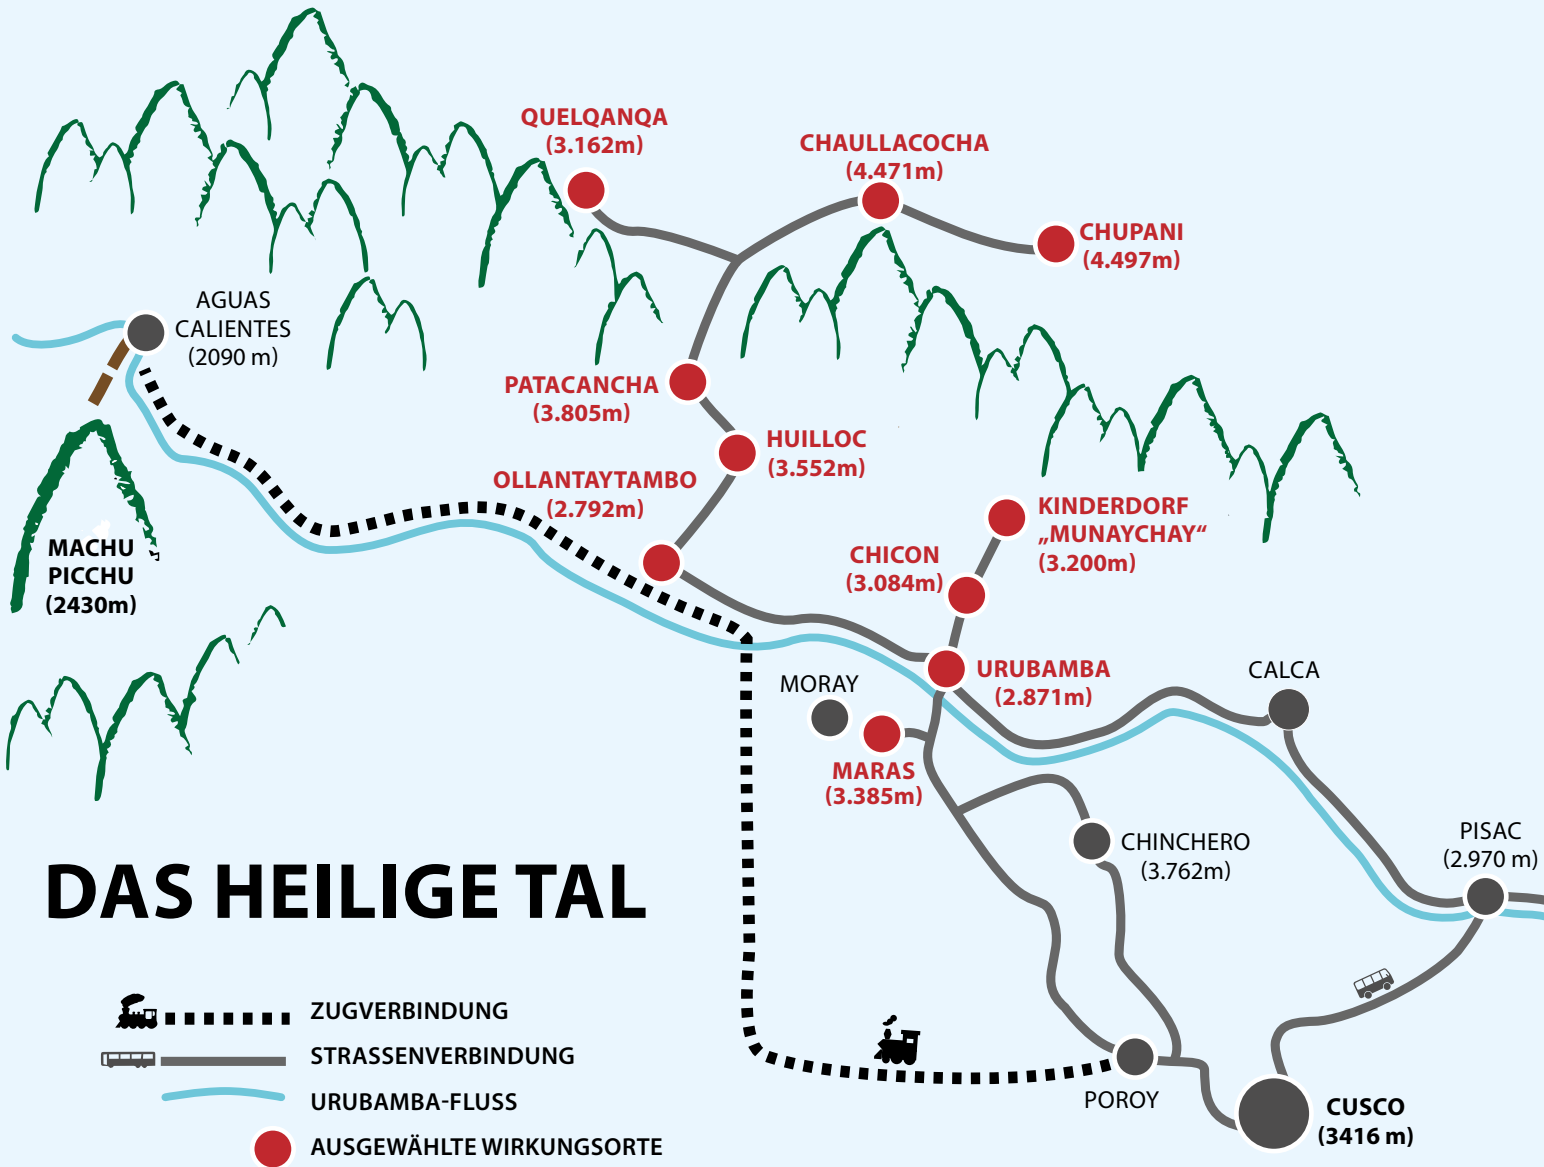 QUELQANQA
(3.162m)
CHAULLACOCHA
(4.471m)
CHUPANI
(4.497m)
AGUAS
CALIENTES
(2090 m)
PATACANCHA
(3.805m)
HUILLOC
(3.552m)
OLLANTAYTAMBO
(2.792m)
KINDERDORF
„MUNAYCHAY“
(3.200m)
CHICON
(3.084m)
MACHU
PICCHU
(2430m)
URUBAMBA
(2.871m)
MORAY
CALCA
MARAS
(3.385m)
CHINCHERO
(3.762m)
PISAC
(2.970 m)
DAS HEILIGE TAL
ZUGVERBINDUNG
STRASSENVERBINDUNG
URUBAMBA-FLUSS
AUSGEWÄHLTE WIRKUNGSORTE
POROY
CUSCO
(3416 m)